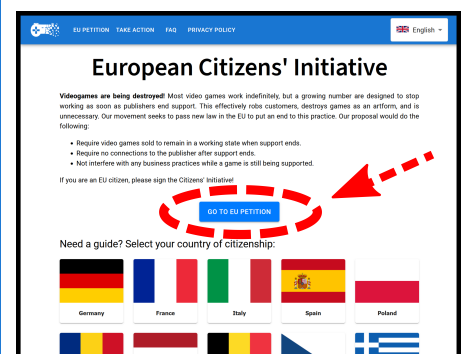 EU PETITION TAKE ACTION FAQ PRIVACY POLICY English
European Citizens' Initiative
Videogames are being destroyed! Most video games work indefinitely, but a growing number are designed to stop
working as soon as publishers end support. This effectively robs customers, destroys games as an artform, and is
unnecessary. Our movement seeks to pass new law in the EU to put an end to this practice. Our proposal would do the
following:
• Require video games sold to remain in a working state when support ends.
• Require no connections to the publisher after support ends.
• Not interfere with any business practices while a game is still being supported.
If you are an EU citizen, please sign the Citizens' Initiative!
GO TO EU PETITION
Need a guide? Select your country of citizenship:
Germany France Italy Spain Poland